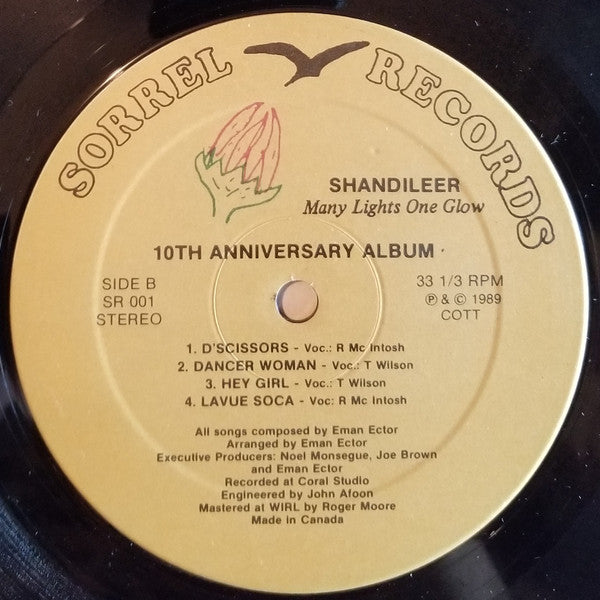 SORREL RECORDS
SHANDILEER
Many Lights One Glow
10TH ANNIVERSARY ALBUM
SIDE B
SR 001
STEREO
33 1/3 RPM
℗ & © 1989
COTT
1. D'SCISSORS - Voc.: R Mc Intosh
2. DANCER WOMAN - Voc.: T Wilson
3. HEY GIRL - Voc.: T Wilson
4. LAVUE SOCA - Voc: R Mc Intosh
All songs composed by Eman Ector
Arranged by Eman Ector
Executive Producers: Noel Monsegue, Joe Brown
and Eman Ector
Recorded at Coral Studio
Engineered by John Afoon
Mastered at WIRL by Roger Moore
Made in Canada